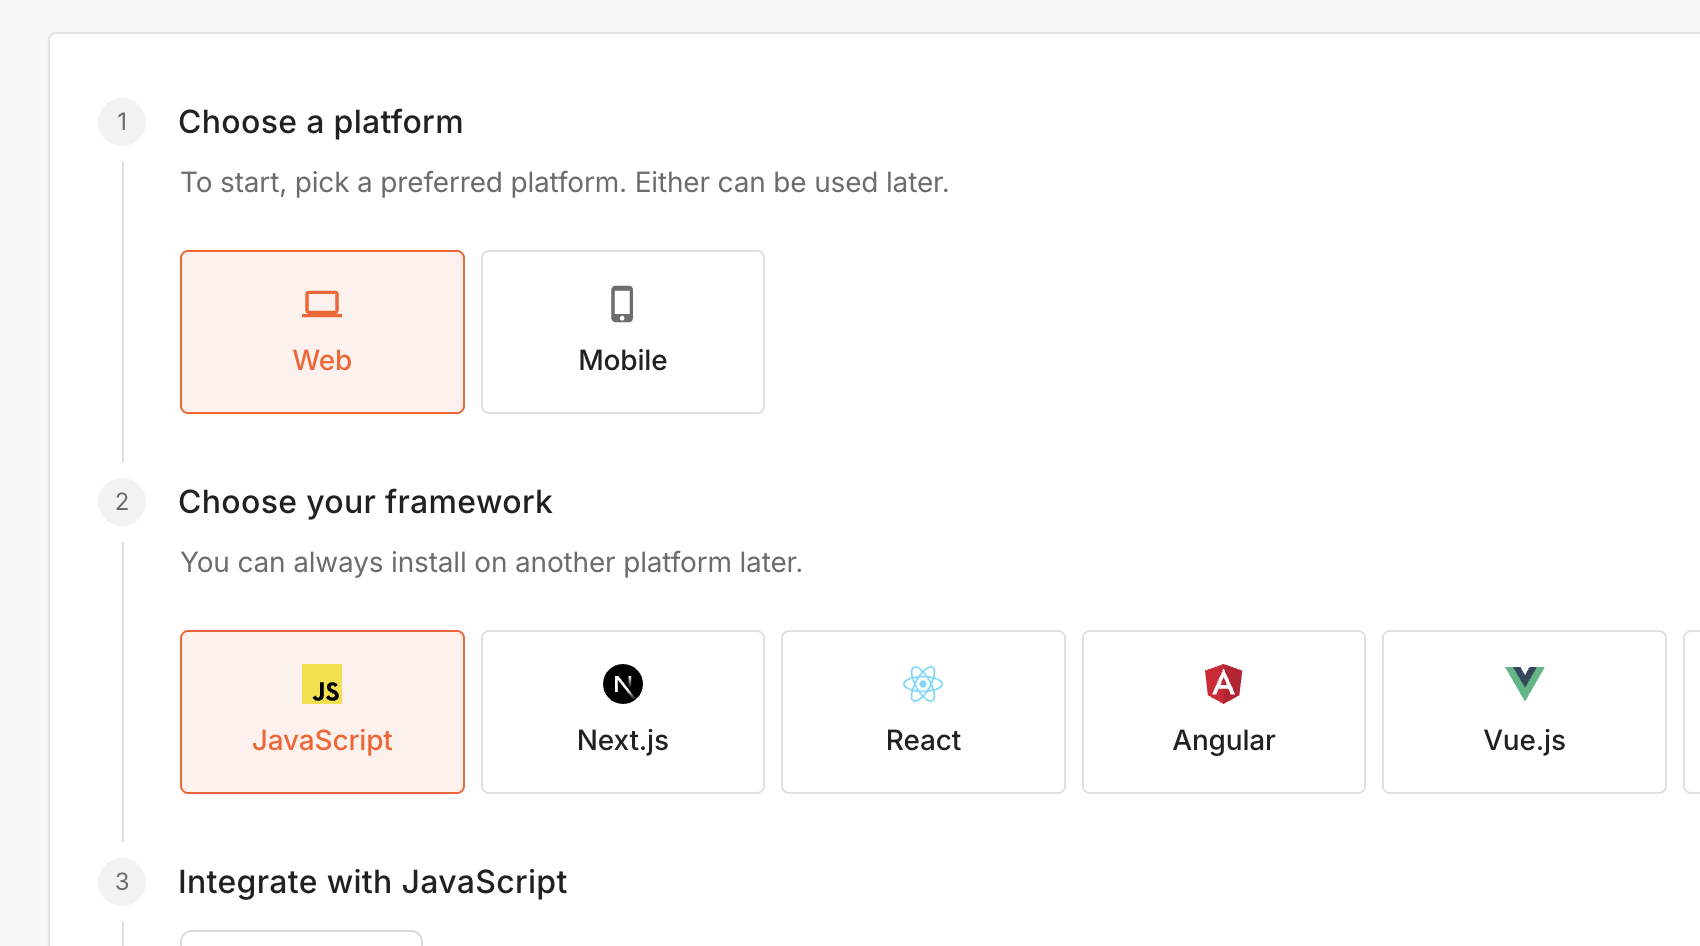 1
Choose a platform
To start, pick a preferred platform. Either can be used later.
Web
Mobile
2
Choose your framework
You can always install on another platform later.
JS
JavaScript
N
Next.js
React
A
Angular
Vue.js
3
Integrate with JavaScript